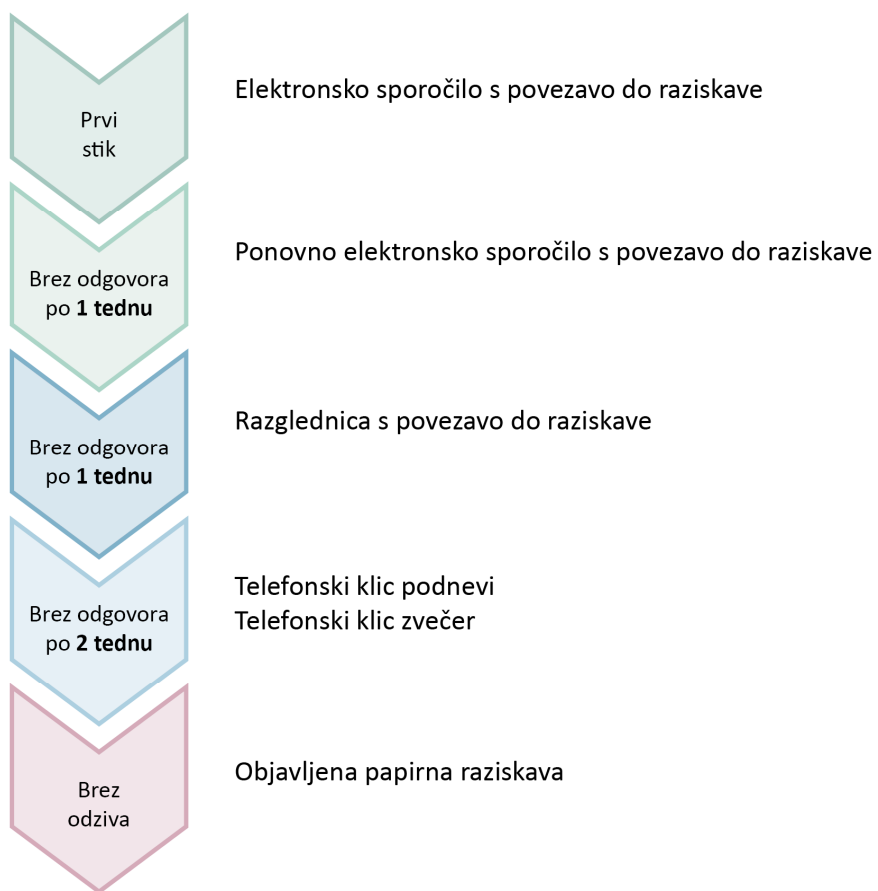 Elektronsko sporočilo s povezavo do raziskave
Prvi
stik
Ponovno elektronsko sporočilo s povezavo do raziskave
Brez odgovora
po 1 tednu
Razglednica s povezavo do raziskave
Brez odgovora
po 1 tednu
Telefonski klic podnevi
Telefonski klic zvečer
Brez odgovora
po 2 tednu
Objavljena papirna raziskava
Brez
odziva